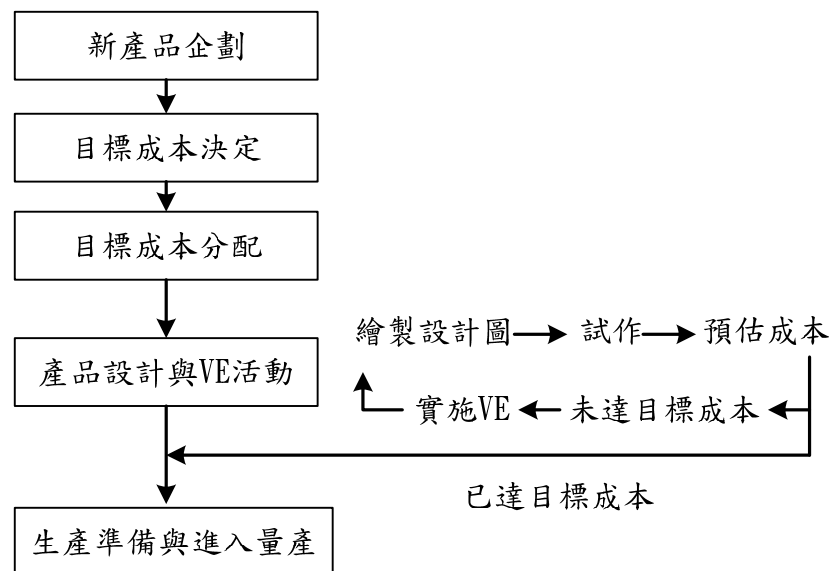 新產品企劃
目標成本決定
目標成本分配
產品設計與VE活動
繪製設計圖 試作 預估成本
實施VE 未達目標成本
已達目標成本
生產準備與進入量產